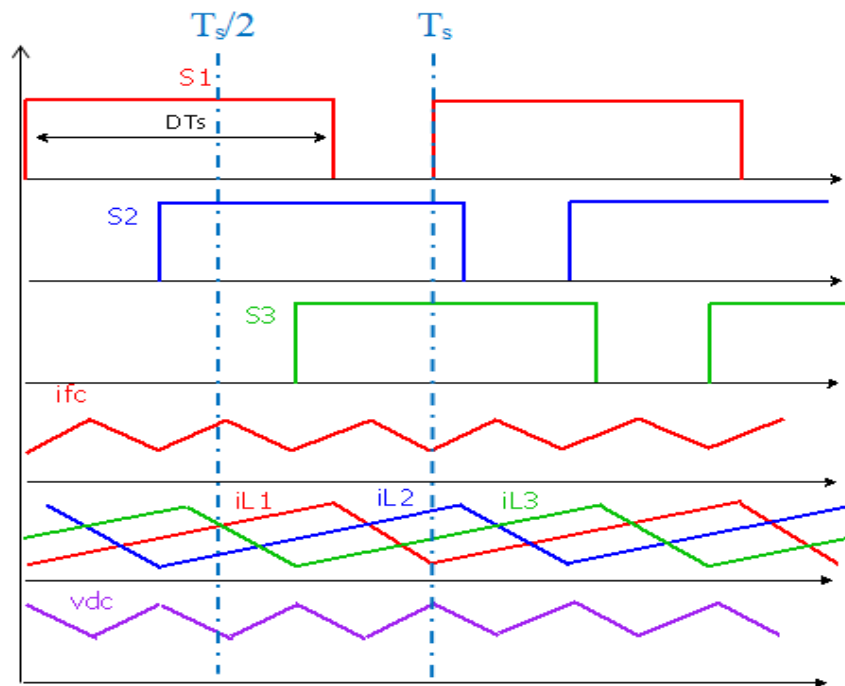 Ts/2 Ts
S1
DTs
S2
S3
ifc
iL1 iL2 iL3
vdc